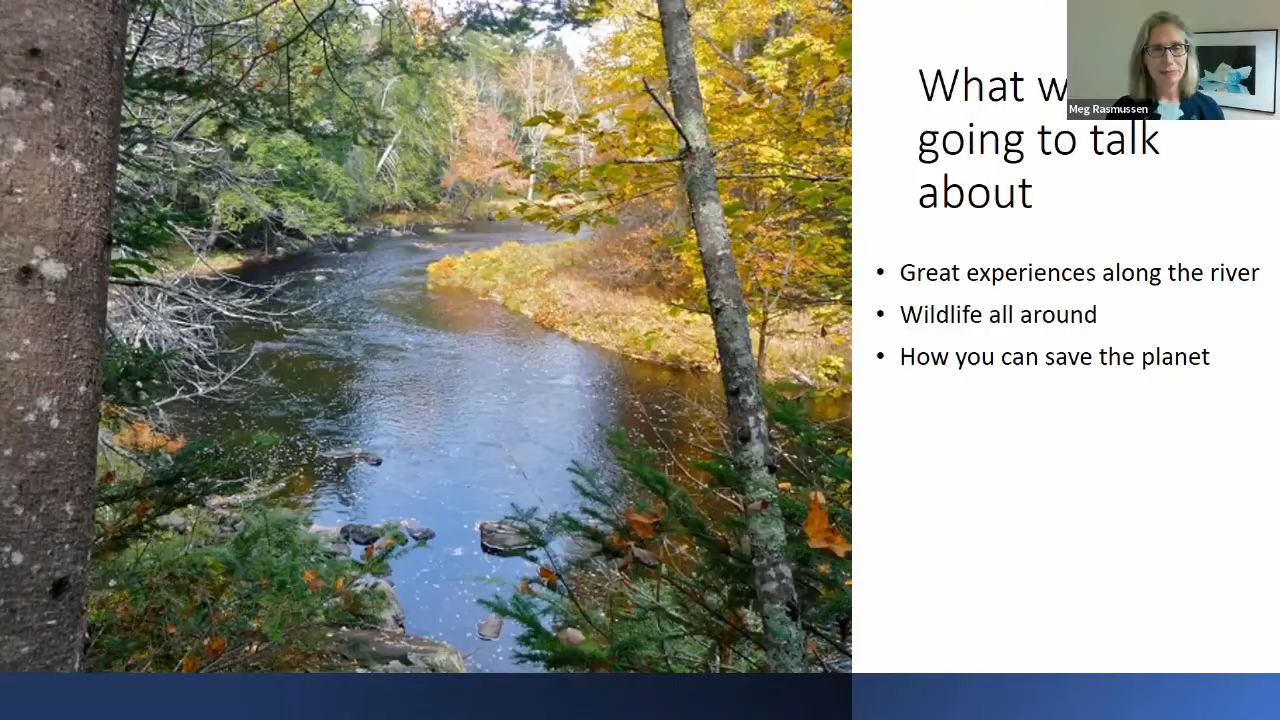 What w
going to talk
about
Meg Rasmussen
• Great experiences along the river
• Wildlife all around
• How you can save the planet